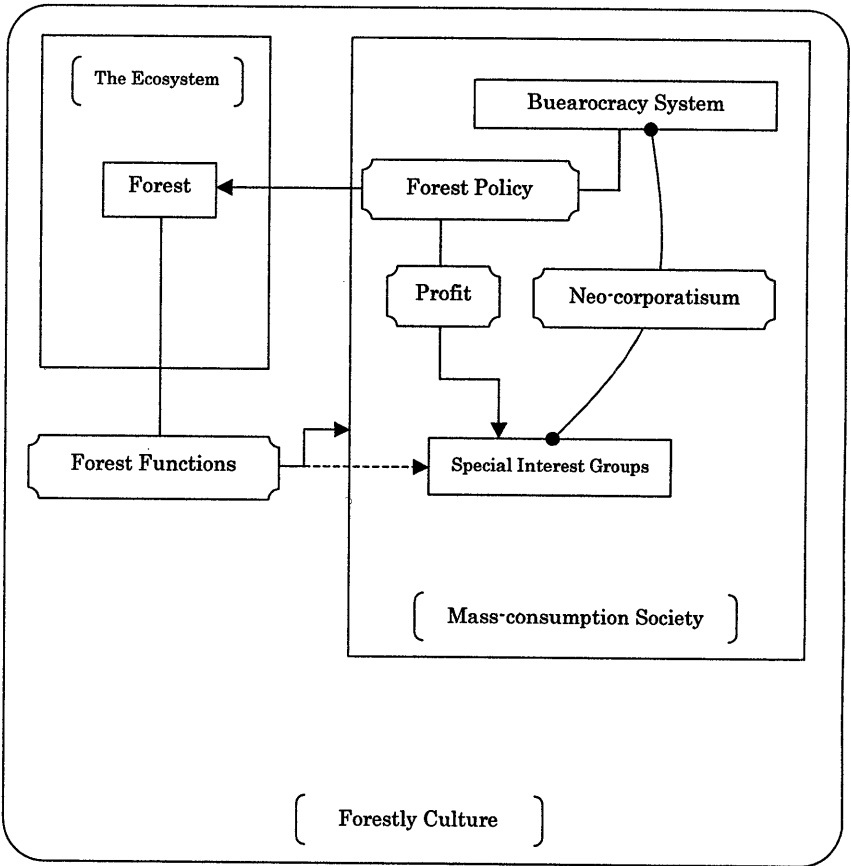 The Ecosystem
Buearocracy System
Forest
Forest Policy
Profit
Neo-corporatisum
Forest Functions
Special Interest Groups
Mass-consumption Society
Forestly Culture